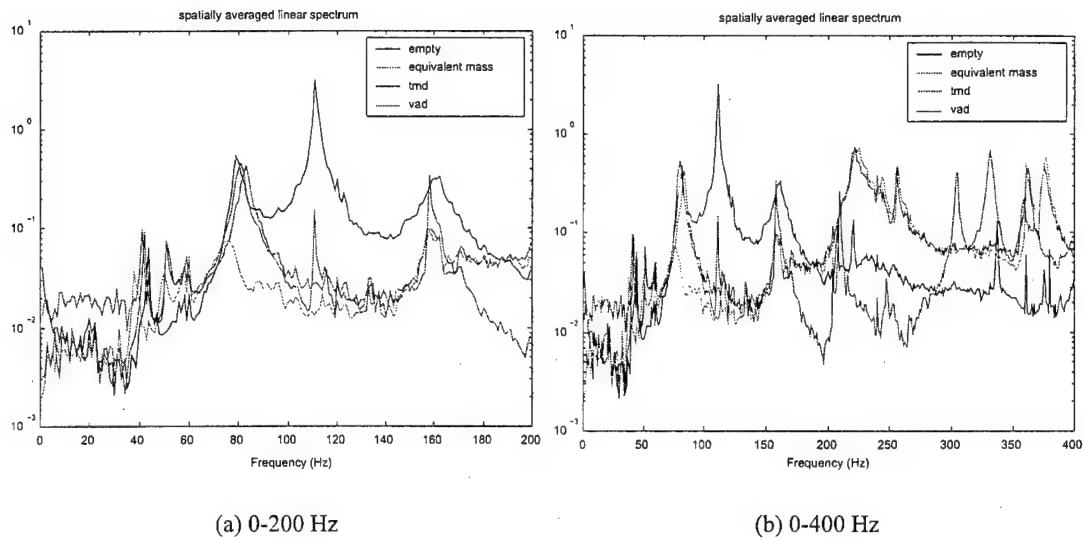 spatially averaged linear spectrum
10^1
10^0
10^-1
10^-2
10^-3
empty
equivalent mass
tmd
vad
0 20 40 60 80 100 120 140 160 180 200
Frequency (Hz)
(a) 0-200 Hz
spatially averaged linear spectrum
10^1
10^0
10^-1
10^-2
10^-3
empty
equivalent mass
tmd
vad
0 50 100 150 200 250 300 350 400
Frequency (Hz)
(b) 0-400 Hz